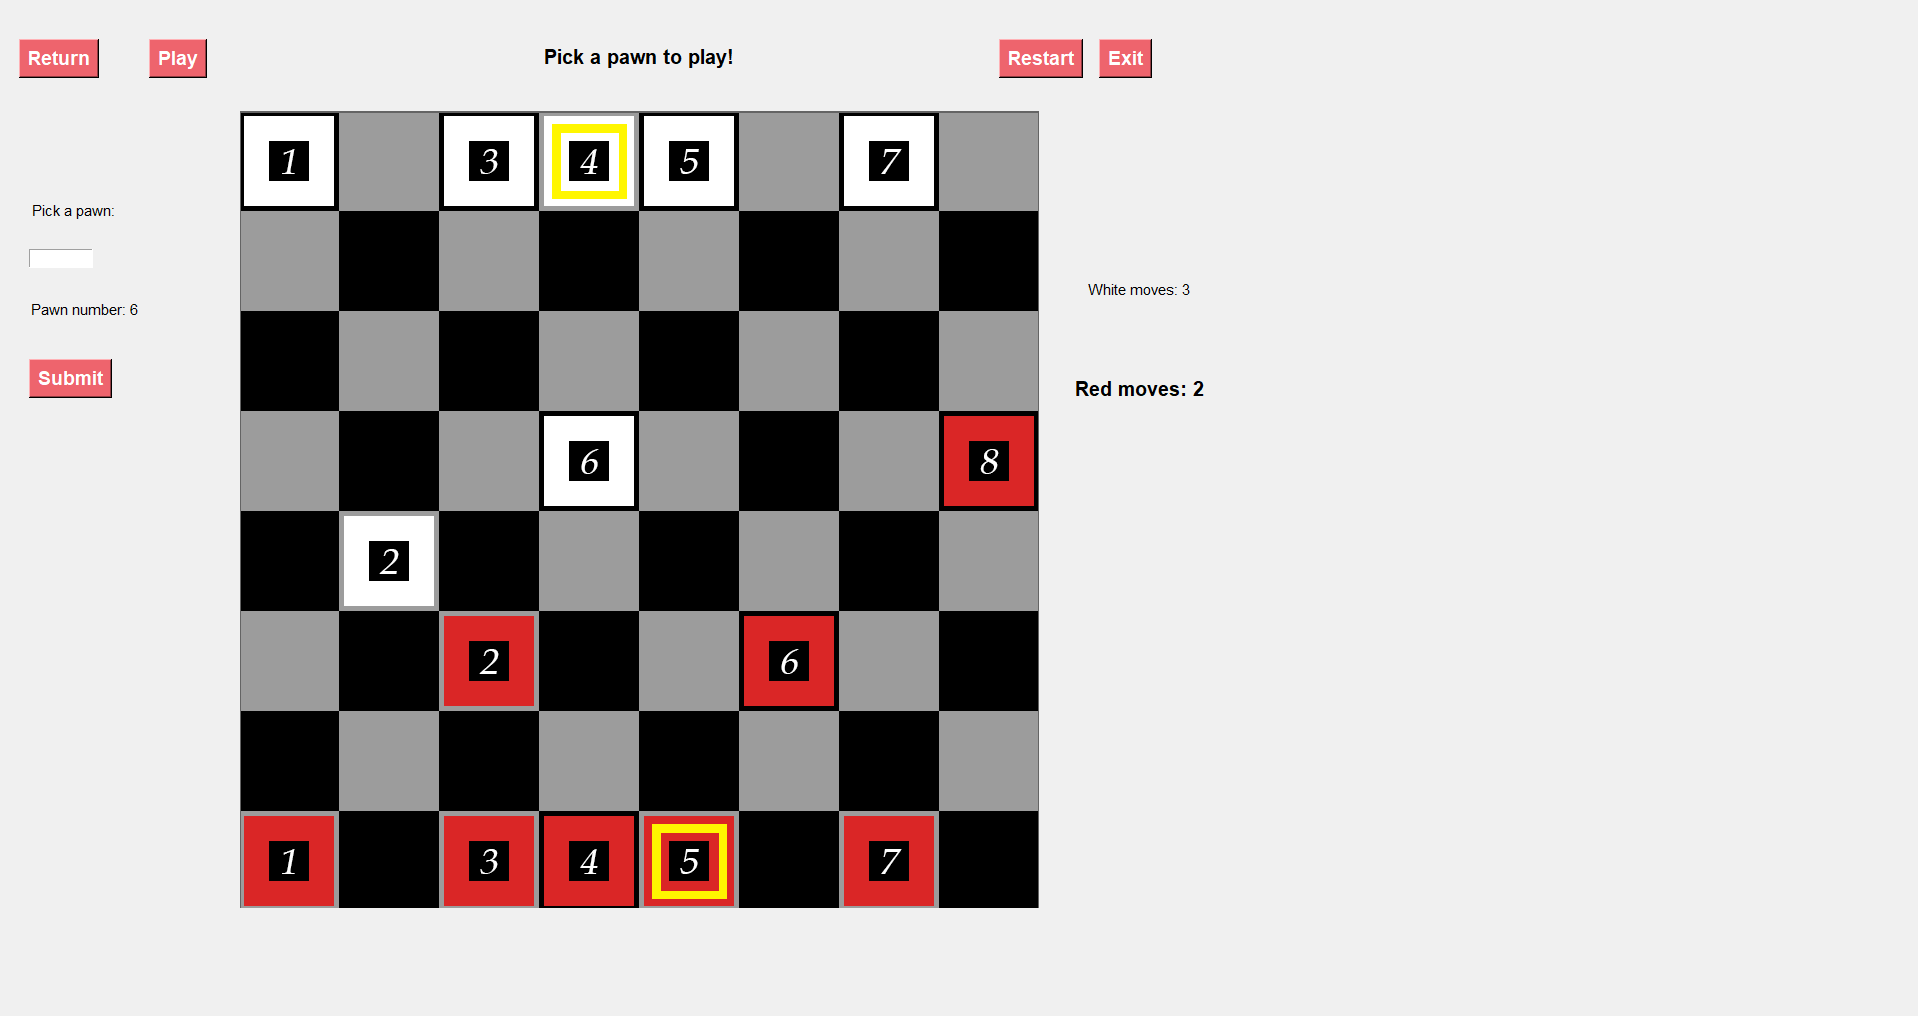 Return Play Pick a pawn to play! Restart Exit
1 3 4 5 7
Pick a pawn:
White moves: 3
Pawn number: 6
Submit
Red moves: 2
6 8
2
2 6
1 3 4 5 7